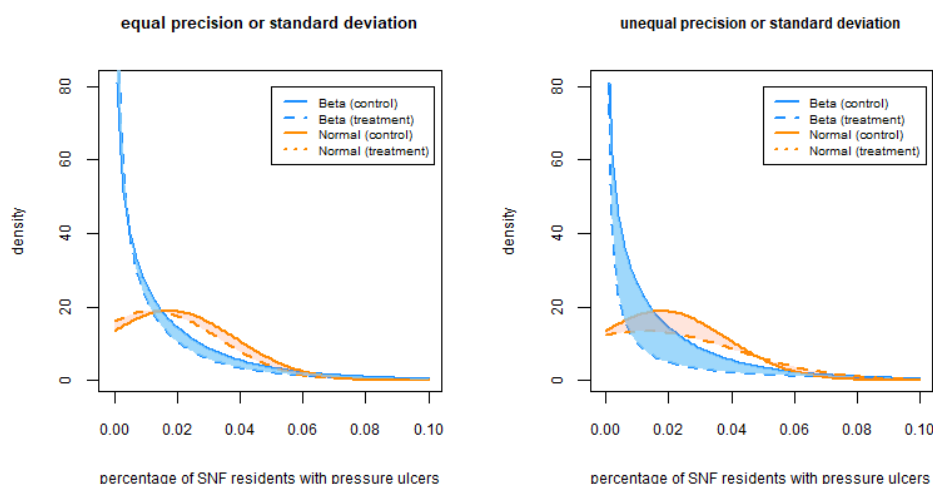 equal precision or standard deviation
80
60
40
20
0
density
Beta (control)
Beta (treatment)
Normal (control)
Normal (treatment)
0.00 0.02 0.04 0.06 0.08 0.10
percentage of SNF residents with pressure ulcers
unequal precision or standard deviation
80
60
40
20
0
density
Beta (control)
Beta (treatment)
Normal (control)
Normal (treatment)
0.00 0.02 0.04 0.06 0.08 0.10
percentage of SNF residents with pressure ulcers